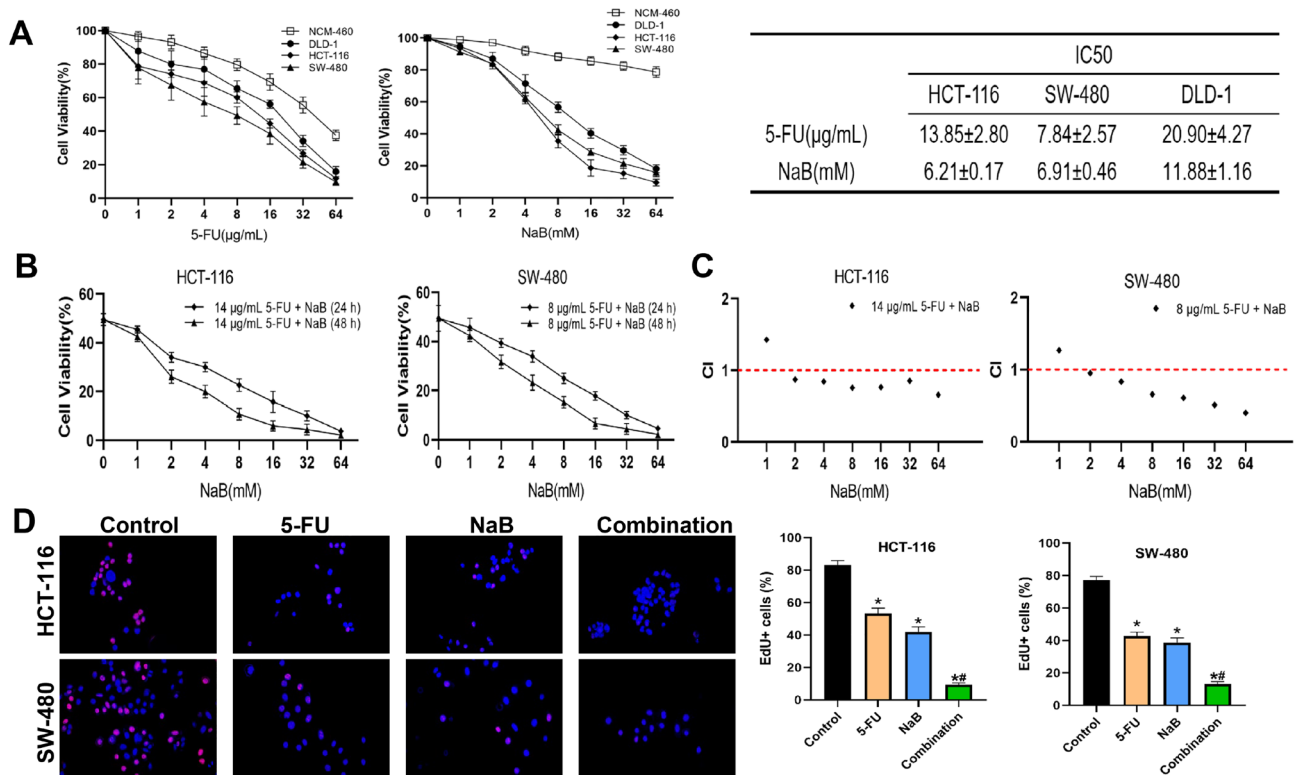 A
Cell Viability(%)
100
80
60
40
20
0
NCM-460
DLD-1
HCT-116
SW-480
0 1 2 4 8 16 32 64
5-FU(µg/mL)
Cell Viability(%)
100
80
60
40
20
0
NCM-460
DLD-1
HCT-116
SW-480
0 1 2 4 8 16 32 64
NaB(mM)
IC50
HCT-116 SW-480 DLD-1
5-FU(µg/mL) 13.85±2.80 7.84±2.57 20.90±4.27
NaB(mM) 6.21±0.17 6.91±0.46 11.88±1.16
B
HCT-116
Cell Viability(%)
60
40
20
0
14 µg/mL 5-FU + NaB (24 h)
14 µg/mL 5-FU + NaB (48 h)
0 1 2 4 8 16 32 64
NaB(mM)
SW-480
Cell Viability(%)
60
40
20
0
8 µg/mL 5-FU + NaB (24 h)
8 µg/mL 5-FU + NaB (48 h)
0 1 2 4 8 16 32 64
NaB(mM)
C
HCT-116
CI
2
1
0
14 µg/mL 5-FU + NaB
1 2 4 8 16 32 64
NaB(mM)
SW-480
CI
2
1
0
8 µg/mL 5-FU + NaB
1 2 4 8 16 32 64
NaB(mM)
D
Control 5-FU NaB Combination
HCT-116
SW-480
HCT-116
EdU+ cells (%)
100
80
60
40
20
0
* * *#
Control 5-FU NaB Combination
SW-480
EdU+ cells (%)
100
80
60
40
20
0
* * *#
Control 5-FU NaB Combination